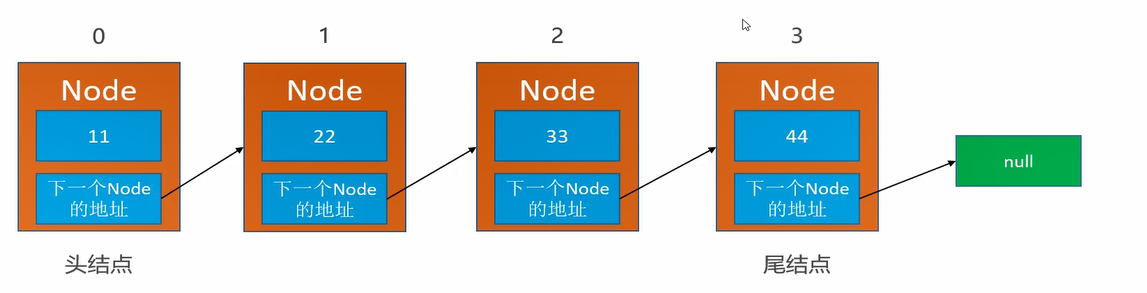 0 1 2 3
Node Node Node Node
11 22 33 44
null
下一个Node 下一个Node 下一个Node 下一个Node
的地址 的地址 的地址 的地址
头结点 尾结点